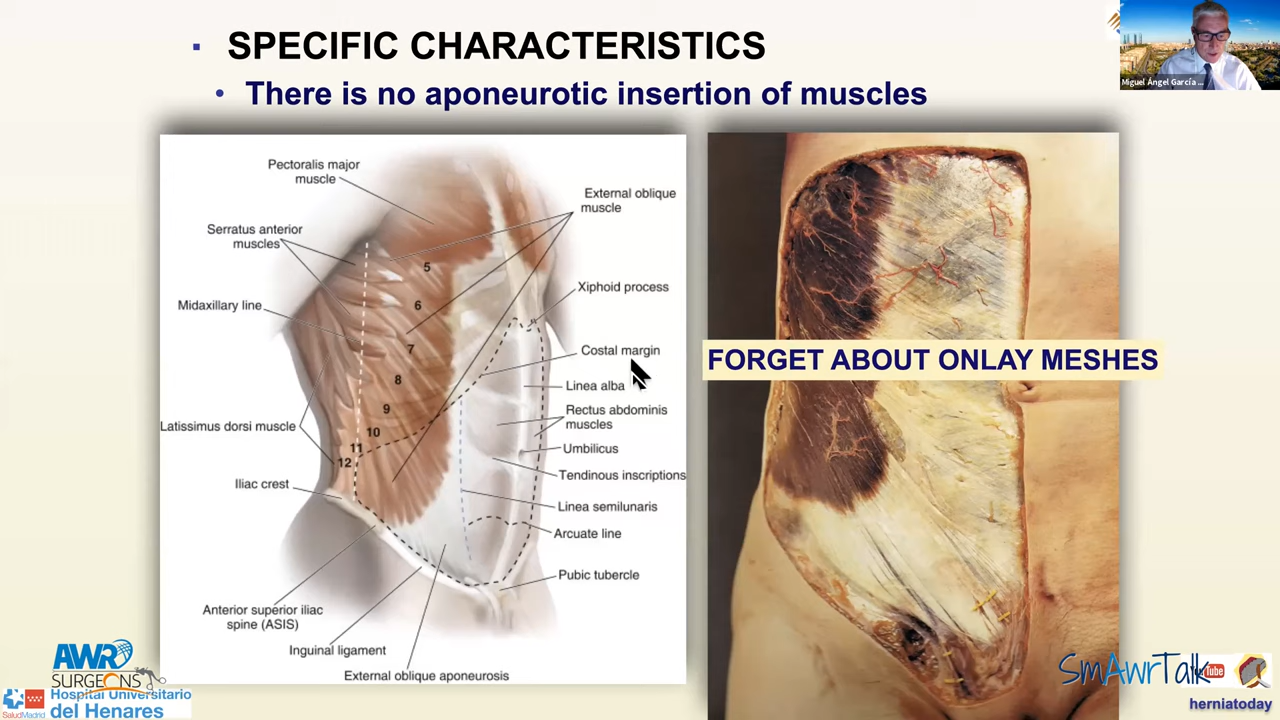 SPECIFIC CHARACTERISTICS
There is no aponeurotic insertion of muscles
Miguel Ángel García ...
Pectoralis major
muscle
Serratus anterior
muscles
Midaxillary line
Latissimus dorsi muscle
Iliac crest
Anterior superior iliac
spine (ASIS)
Inguinal ligament
External oblique aponeurosis
External oblique
muscle
Xiphoid process
Costal margin
Linea alba
Rectus abdominis
muscles
Umbilicus
Tendinous inscriptions
Linea semilunaris
Arcuate line
Pubic tubercle
5
6
7
8
9
10
11
12
FORGET ABOUT ONLAY MESHES
AWR
SURGEONS
SaludMadrid
Hospital Universitario
del Henares
SmAwrTalk
Tube
herniatoday